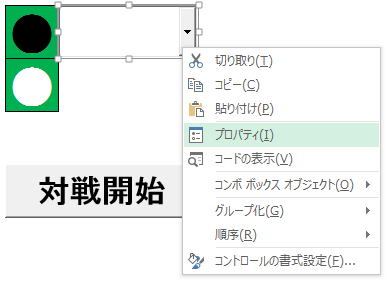 切り取り(T)
コピー(C)
貼り付け(P)
プロパティ(I)
コードの表示(V)
コンボ ボックス オブジェクト(O)
グループ化(G)
順序(R)
コントロールの書式設定(F)...
対戦開始